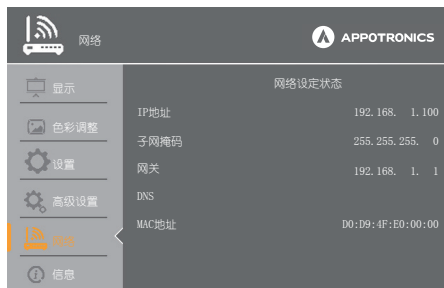 网络
APPOTRONICS
显示
色彩调整
设置
高级设置
网络
信息
网络设定状态
IP地址 192.168. 1.100
子网掩码 255.255.255. 0
网关 192.168. 1. 1
DNS
MAC地址 D0:D9:4F:E0:00:00